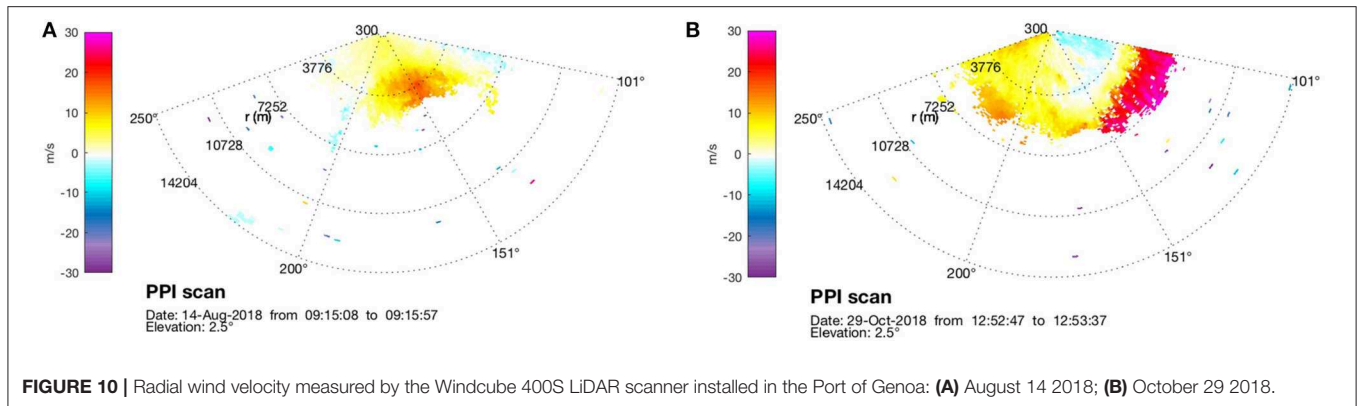 A
30
20
10
0
-10
-20
-30
m/s
300
3776
7252
r (m)
10728
14204
250°
200°
151°
101°
PPI scan
Date: 14-Aug-2018 from 09:15:08 to 09:15:57
Elevation: 2.5°
B
30
20
10
0
-10
-20
-30
m/s
300
3776
7252
r (m)
10728
14204
250°
200°
151°
101°
PPI scan
Date: 29-Oct-2018 from 12:52:47 to 12:53:37
Elevation: 2.5°
FIGURE 10 | Radial wind velocity measured by the Windcube 400S LiDAR scanner installed in the Port of Genoa: (A) August 14 2018; (B) October 29 2018.